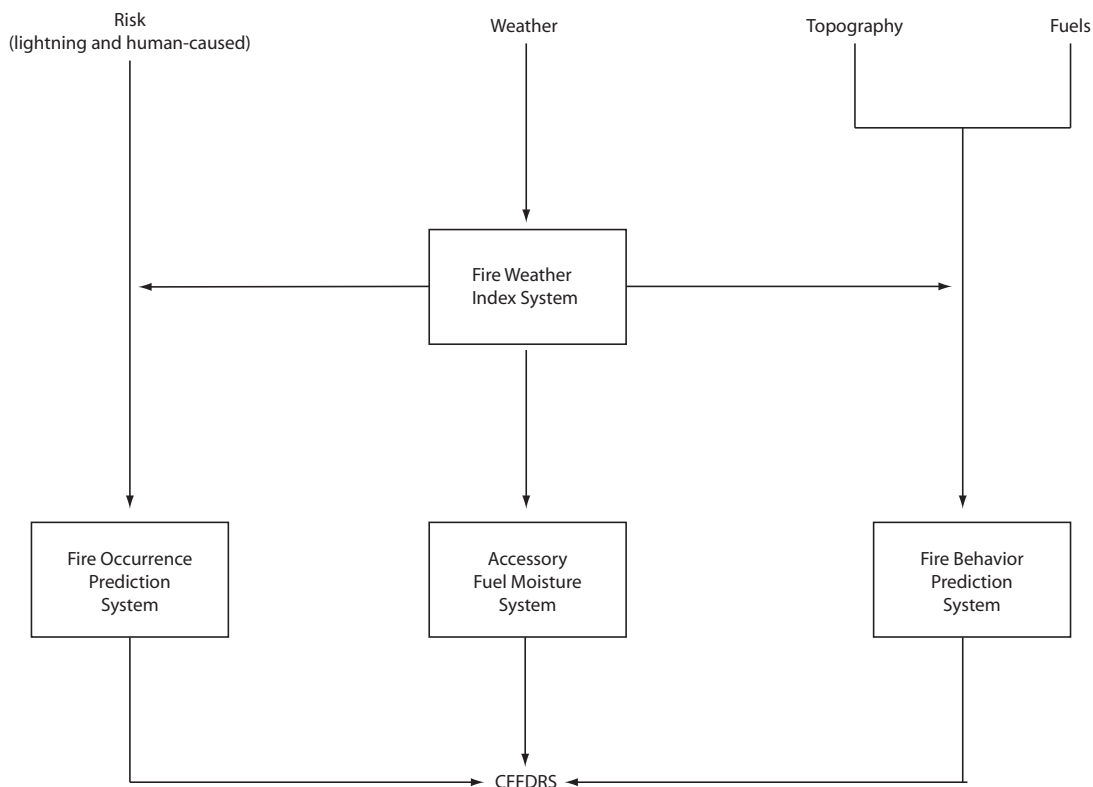 Risk
(lightning and human-caused)
Weather
Topography
Fuels
Fire Weather
Index System
Fire Occurrence
Prediction
System
Accessory
Fuel Moisture
System
Fire Behavior
Prediction
System
CFFDRS